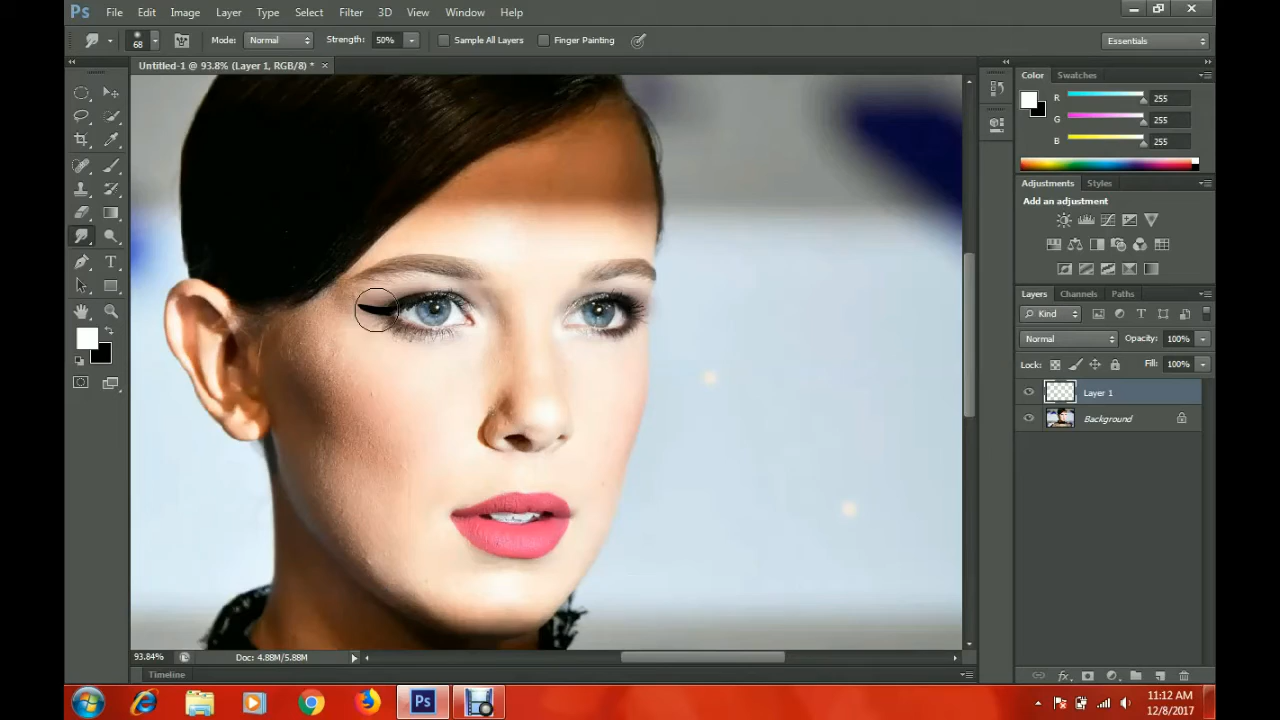 Ps File Edit Image Layer Type Select Filter 3D View Window Help
68 Mode: Normal Strength: 50% Sample All Layers Finger Painting Essentials
Untitled-1 @ 93.8% (Layer 1, RGB/8) * ×
Color Swatches
R 255
G 255
B 255
Adjustments Styles
Add an adjustment
Layers Channels Paths
Kind
Normal Opacity: 100%
Lock: Fill: 100%
Layer 1
Background
93.84% Doc: 4.88M/5.88M
Timeline
Ps
11:12 AM
12/8/2017